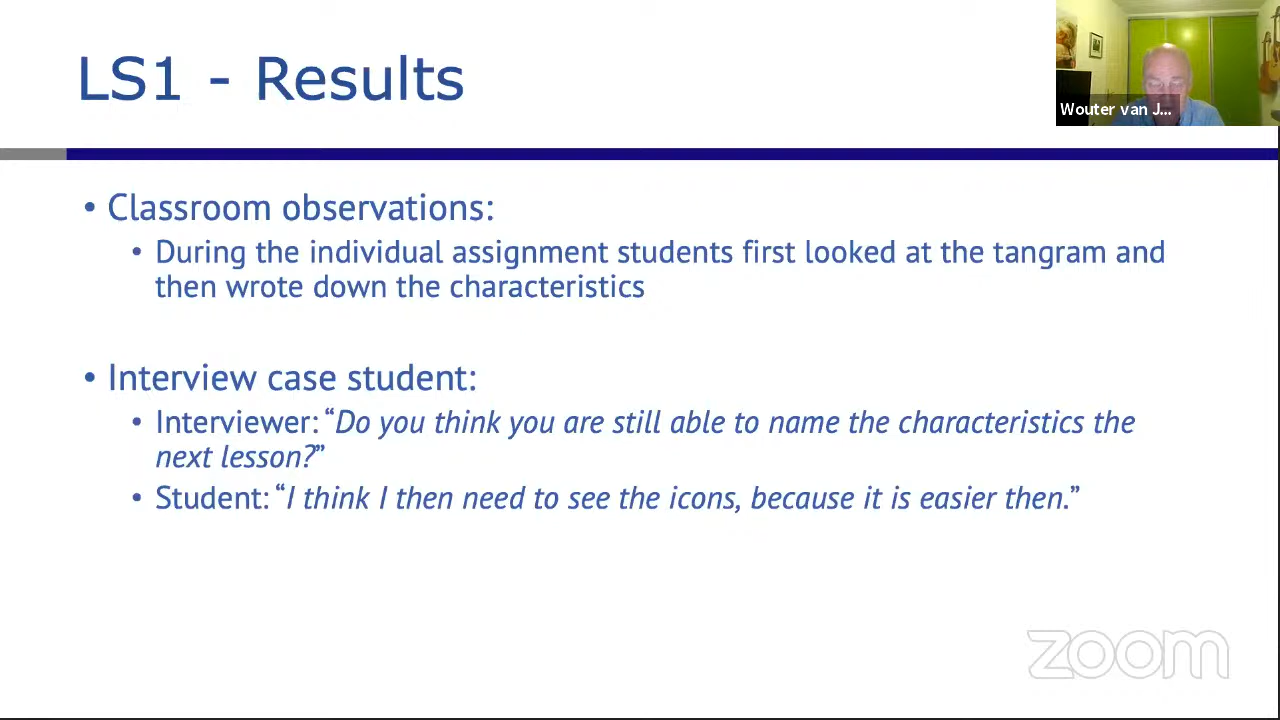 LS1 - Results
Wouter van J...
• Classroom observations:
• During the individual assignment students first looked at the tangram and
then wrote down the characteristics
• Interview case student:
• Interviewer: “Do you think you are still able to name the characteristics the
next lesson?”
• Student: “I think I then need to see the icons, because it is easier then.”
zoom